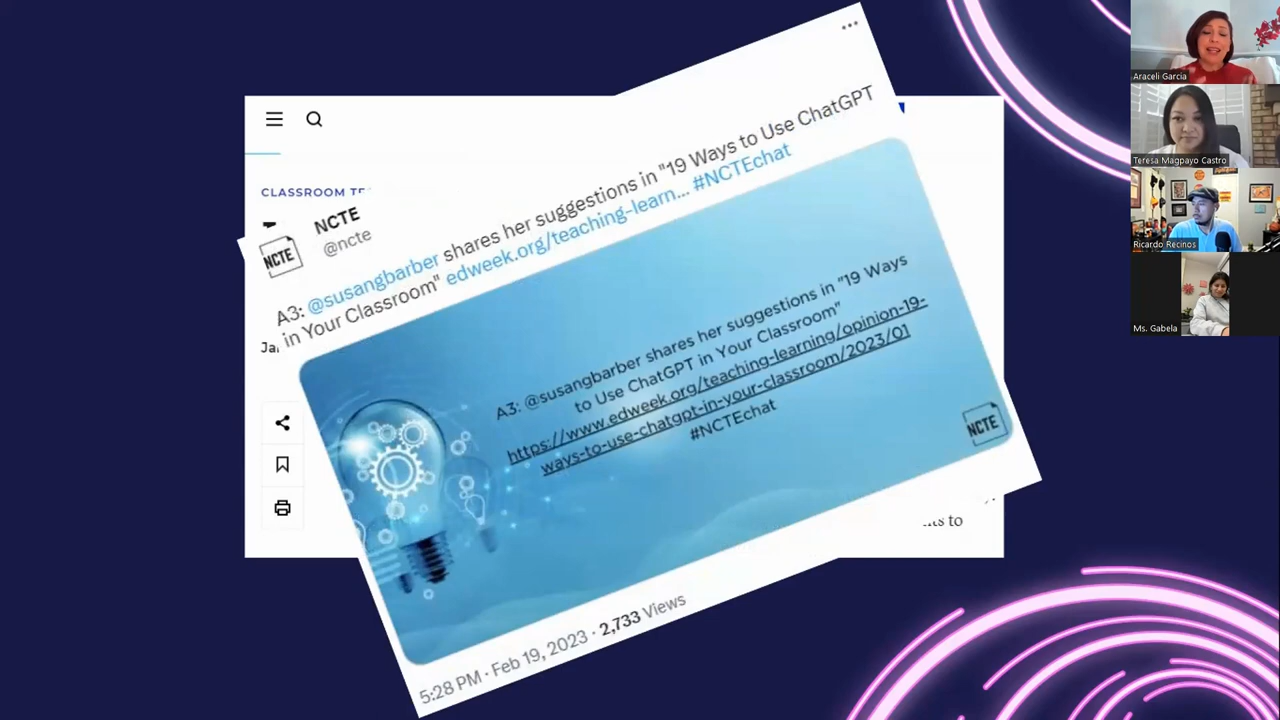 CLASSROOM
NCTE
NCTE
@ncte
A3: @susangbarber shares her suggestions in "19 Ways to Use ChatGPT
in Your Classroom" edweek.org/teaching-learn... #NCTEchat
A3: @susangbarber shares her suggestions in "19 Ways
to Use ChatGPT in Your Classroom"
https://www.edweek.org/teaching-learning/opinion-19-
ways-to-use-chatgpt-in-your-classroom/2023/01
#NCTEchat
NCTE
to
5:28 PM · Feb 19, 2023 · 2,733 Views
Araceli Garcia
Teresa Magpayo Castro
Ricardo Recinos
Ms. Gabela